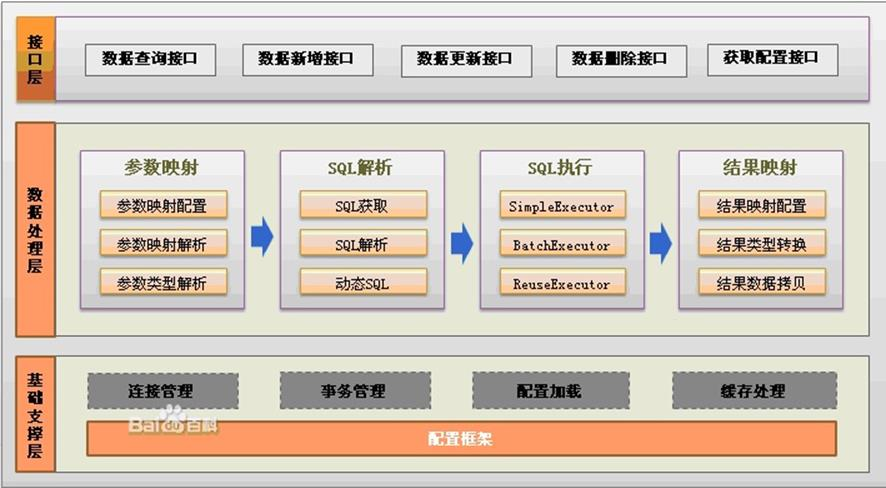 接口层
数据查询接口
数据新增接口
数据更新接口
数据删除接口
获取配置接口
数据处理层
参数映射
参数映射配置
参数映射解析
参数类型解析
SQL解析
SQL获取
SQL解析
动态SQL
SQL执行
SimpleExecutor
BatchExecutor
ReuseExecutor
结果映射
结果映射配置
结果类型转换
结果数据拷贝
基础支撑层
连接管理
事务管理
配置加载
缓存处理
Baidu百科
配置框架